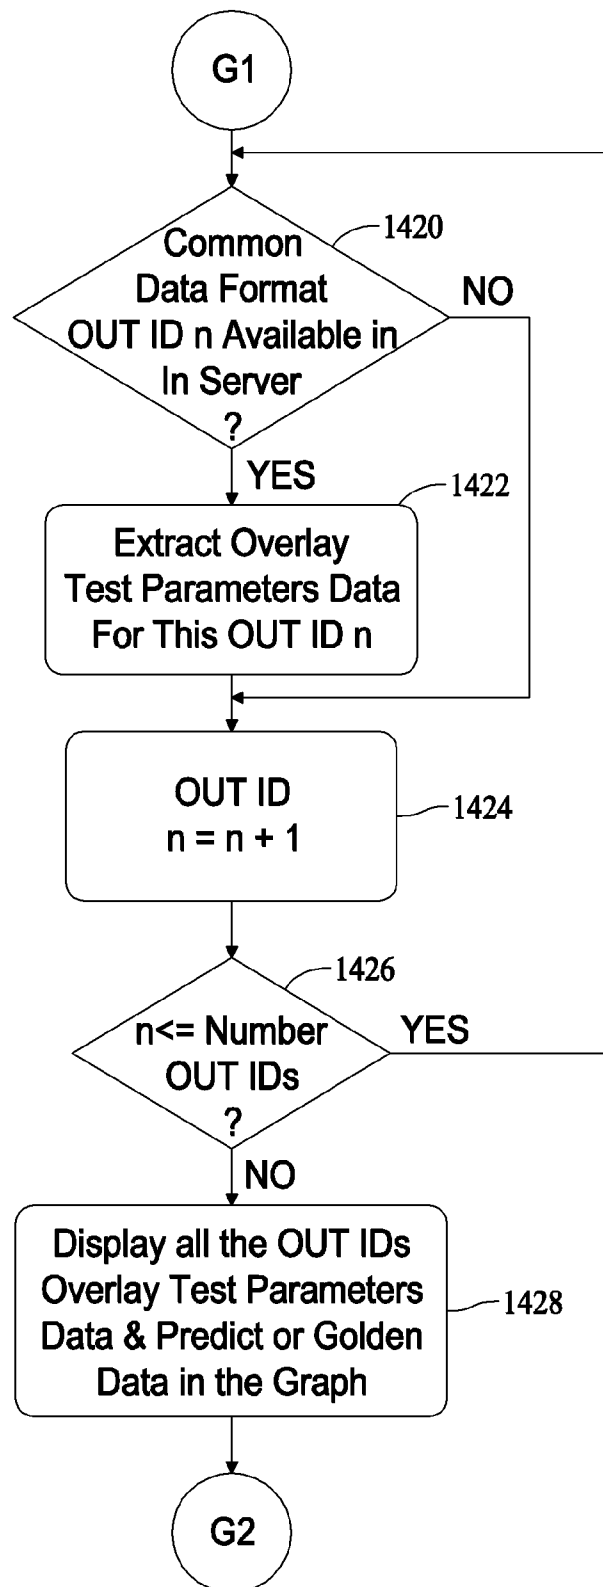 G1
1420
Common
Data Format
OUT ID n Available in
In Server
?
NO
YES
1422
Extract Overlay
Test Parameters Data
For This OUT ID n
OUT ID
n = n + 1
1424
1426
n<= Number
OUT IDs
?
YES
NO
Display all the OUT IDs
Overlay Test Parameters
Data & Predict or Golden
Data in the Graph
1428
G2